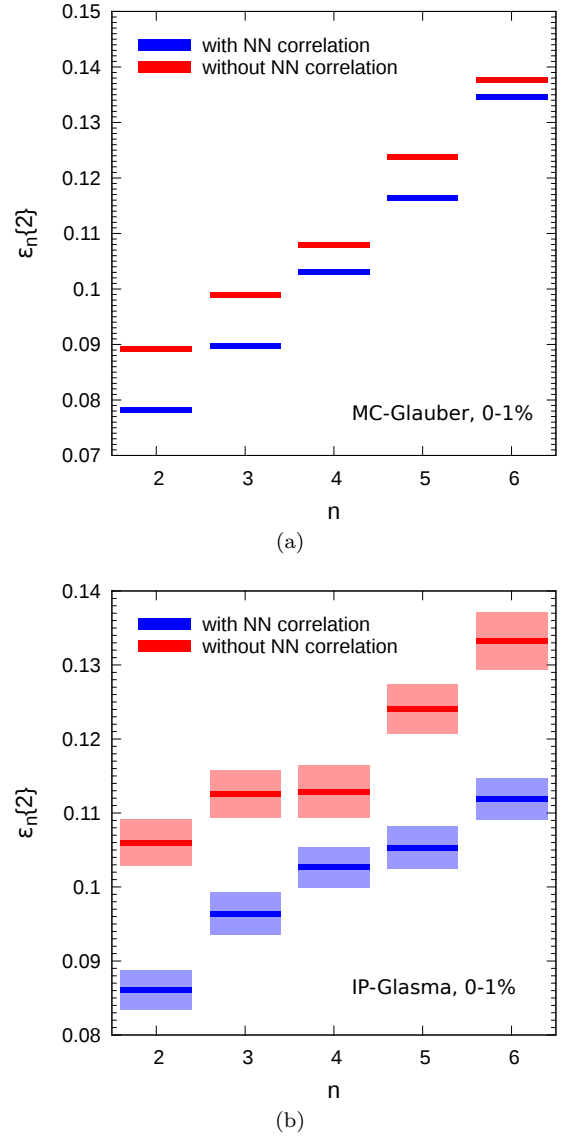 0.15
0.14
0.13
0.12
0.11
0.1
0.09
0.08
0.07
εn{2}
with NN correlation
without NN correlation
MC-Glauber, 0-1%
2 3 4 5 6
n
(a)
0.14
0.13
0.12
0.11
0.1
0.09
0.08
εn{2}
with NN correlation
without NN correlation
IP-Glasma, 0-1%
2 3 4 5 6
n
(b)